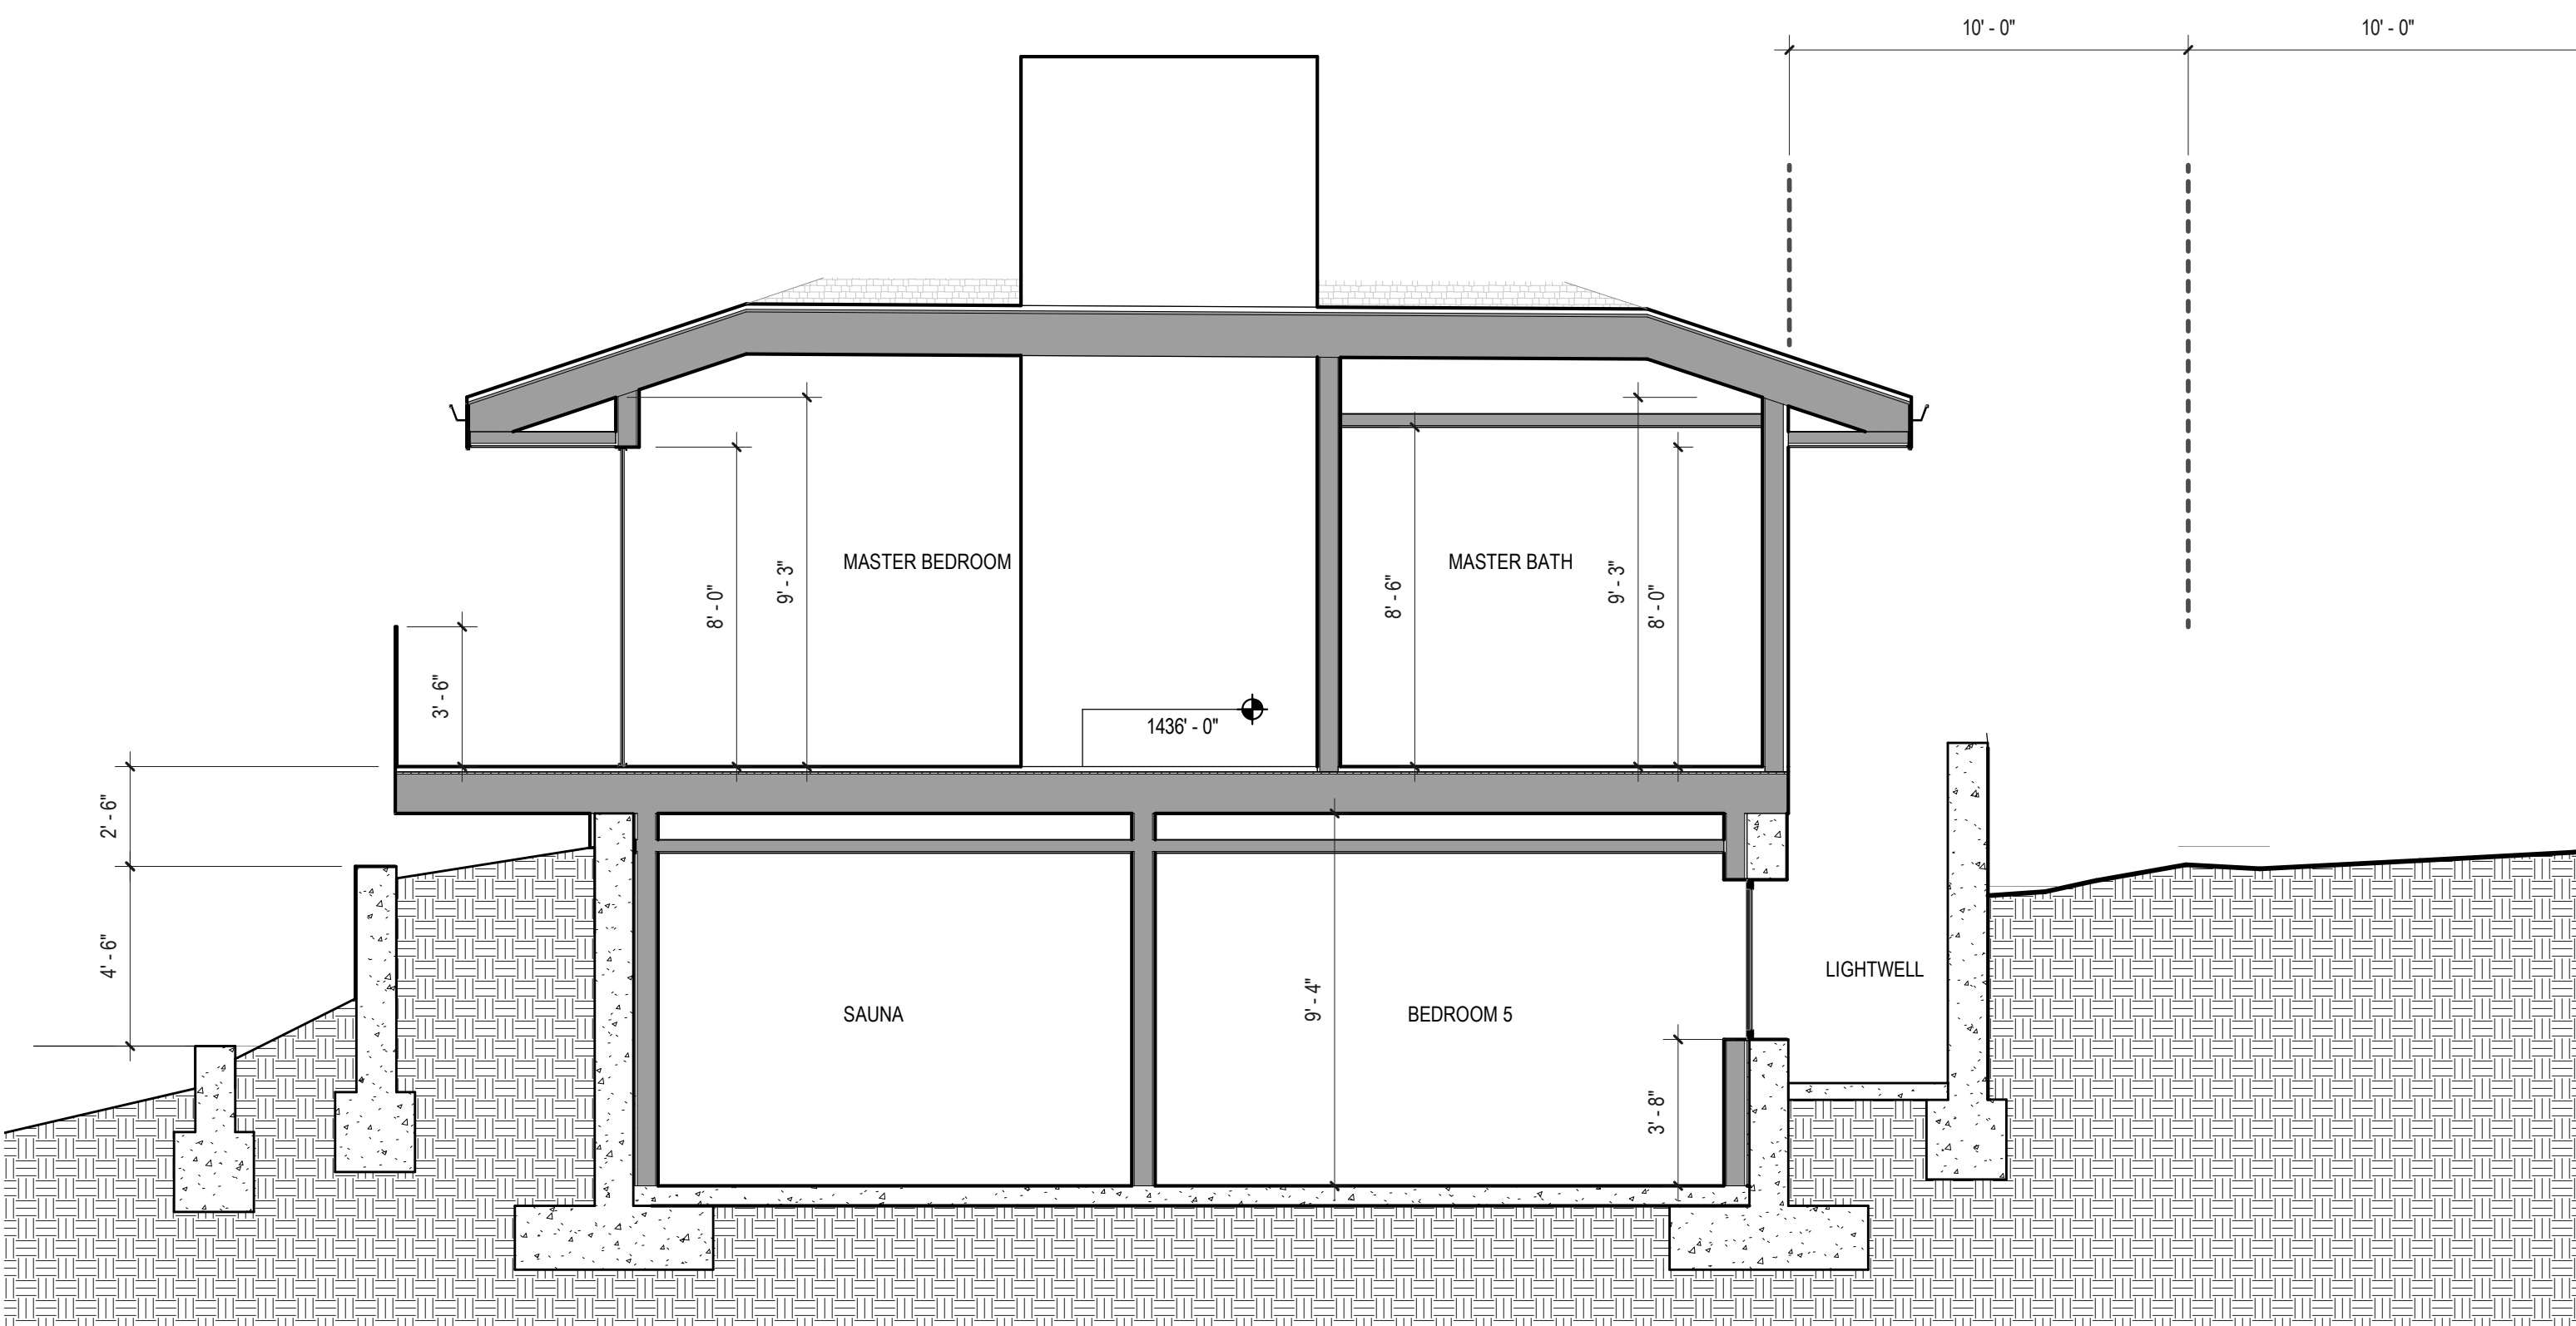 10' - 0"
10' - 0"
MASTER BEDROOM
MASTER BATH
9' - 3"
8' - 0"
8' - 6"
9' - 3"
8' - 0"
3' - 6"
1436' - 0"
2' - 6"
4' - 6"
LIGHTWELL
SAUNA
9' - 4"
BEDROOM 5
3' - 8"